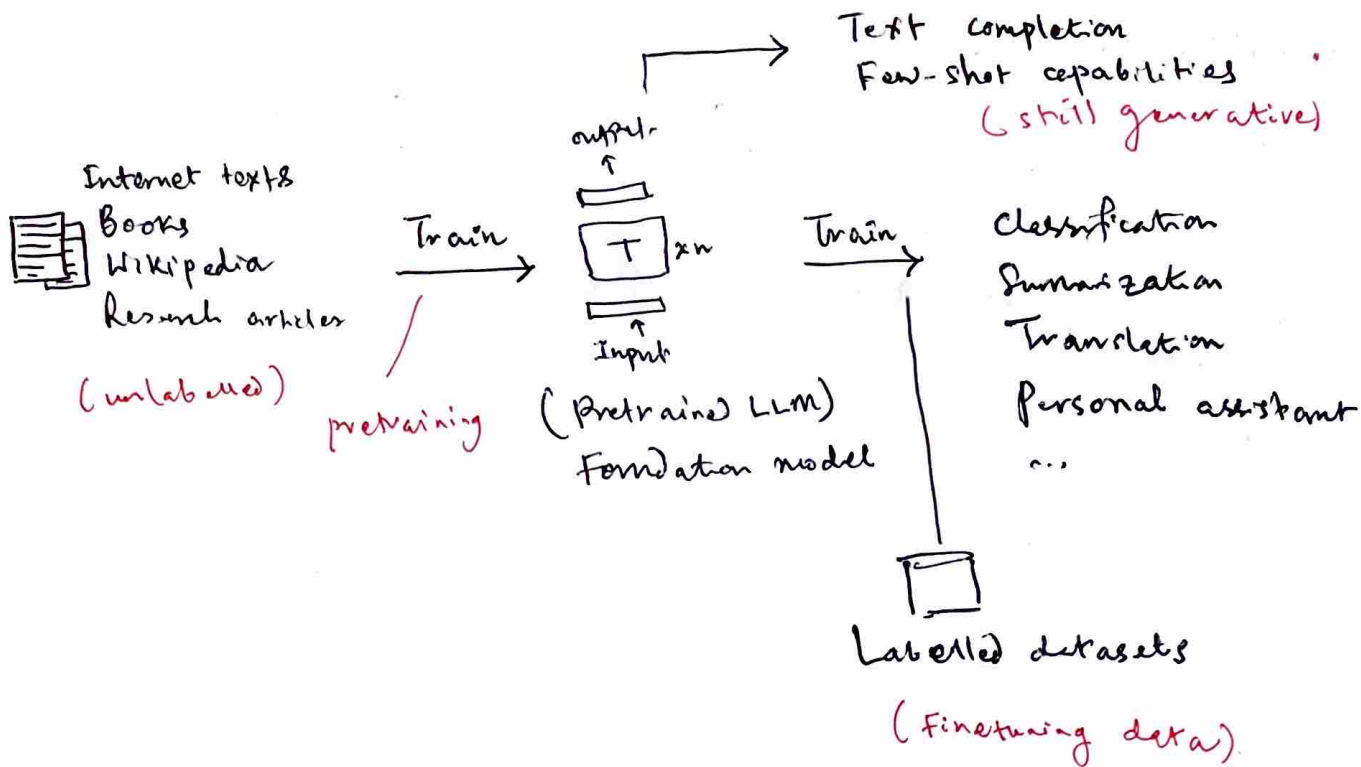 Text completion
Few-shot capabilities
(still generative)
output
Internet texts
Books
Wikipedia
Research articles
(unlabelled)
Train
pretraining
T
xn
Input
(Pretrained LLM)
Foundation model
Train
Classification
Summarization
Translation
Personal assistant
...
Labelled datasets
(Finetuning data)